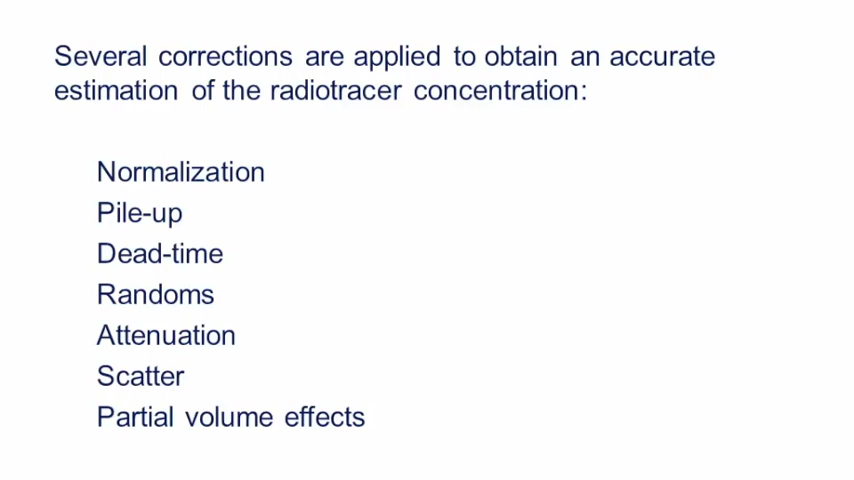 Several corrections are applied to obtain an accurate
estimation of the radiotracer concentration:
Normalization
Pile-up
Dead-time
Randoms
Attenuation
Scatter
Partial volume effects